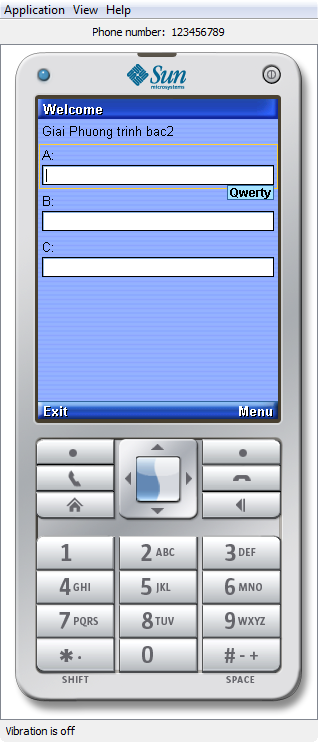 Application View Help
Phone number: 123456789
Sun
microsystems
Welcome
Giai Phuong trinh bac2
A:
Qwerty
B:
C:
Exit Menu
1 2 ABC 3 DEF
4 GHI 5 JKL 6 MNO
7 PQRS 8 TUV 9 WXYZ
* . 0 # - +
SHIFT SPACE
Vibration is off